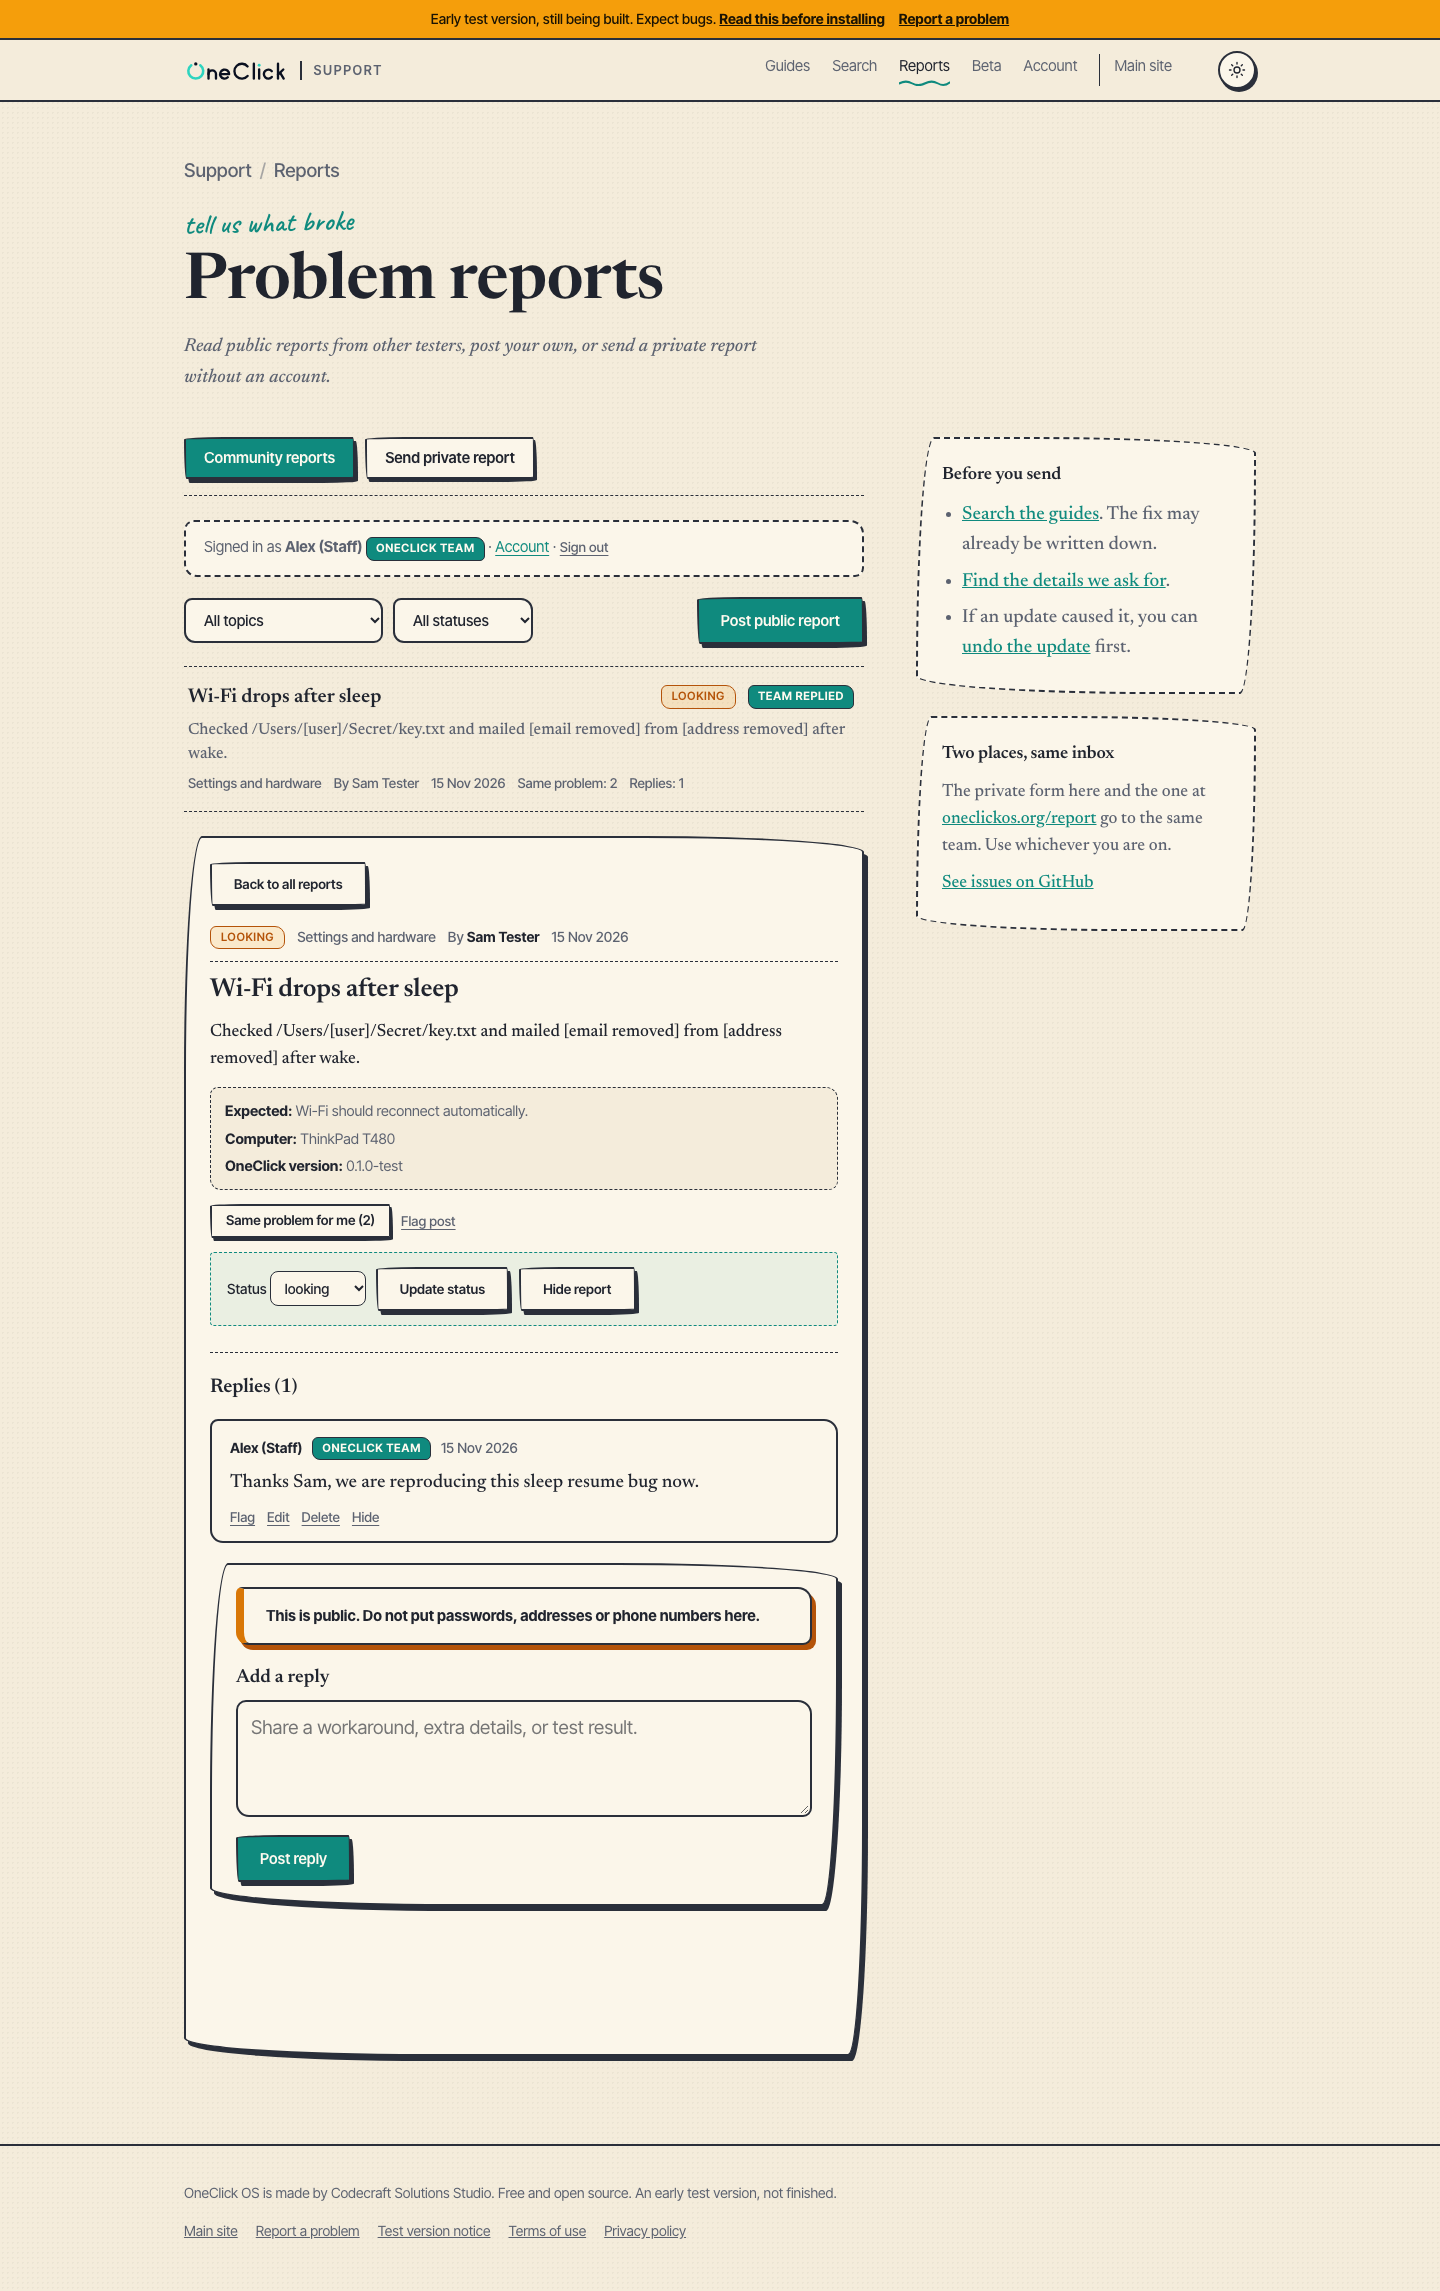 Early test version, still being built. Expect bugs. Read this before installing Report a problem
OneClick SUPPORT
Guides Search Reports Beta Account Main site
Support / Reports
tell us what broke
Problem reports
Read public reports from other testers, post your own, or send a private report
without an account.
Community reports Send private report
Signed in as Alex (Staff) ONECLICK TEAM · Account · Sign out
All topics All statuses Post public report
Wi-Fi drops after sleep LOOKING TEAM REPLIED
Checked /Users/[user]/Secret/key.txt and mailed [email removed] from [address removed] after
wake.
Settings and hardware By Sam Tester 15 Nov 2026 Same problem: 2 Replies: 1
Back to all reports
LOOKING Settings and hardware By Sam Tester 15 Nov 2026
Wi-Fi drops after sleep
Checked /Users/[user]/Secret/key.txt and mailed [email removed] from [address
removed] after wake.
Expected: Wi-Fi should reconnect automatically.
Computer: ThinkPad T480
OneClick version: 0.1.0-test
Same problem for me (2) Flag post
Status looking Update status Hide report
Replies (1)
Alex (Staff) ONECLICK TEAM 15 Nov 2026
Thanks Sam, we are reproducing this sleep resume bug now.
Flag Edit Delete Hide
This is public. Do not put passwords, addresses or phone numbers here.
Add a reply
Share a workaround, extra details, or test result.
Post reply
Before you send
Search the guides. The fix may
already be written down.
Find the details we ask for.
If an update caused it, you can
undo the update first.
Two places, same inbox
The private form here and the one at
oneclickos.org/report go to the same
team. Use whichever you are on.
See issues on GitHub
OneClick OS is made by Codecraft Solutions Studio. Free and open source. An early test version, not finished.
Main site Report a problem Test version notice Terms of use Privacy policy